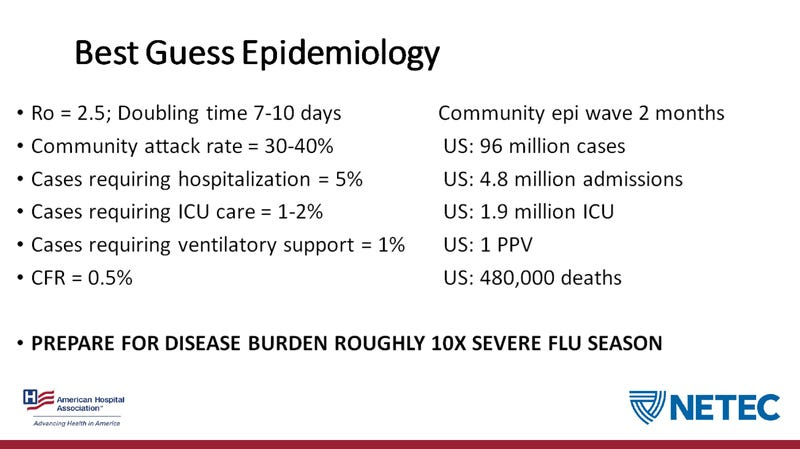 Best Guess Epidemiology
• Ro = 2.5; Doubling time 7-10 days Community epi wave 2 months
• Community attack rate = 30-40% US: 96 million cases
• Cases requiring hospitalization = 5% US: 4.8 million admissions
• Cases requiring ICU care = 1-2% US: 1.9 million ICU
• Cases requiring ventilatory support = 1% US: 1 PPV
• CFR = 0.5% US: 480,000 deaths
• PREPARE FOR DISEASE BURDEN ROUGHLY 10X SEVERE FLU SEASON
H American Hospital
Association™
Advancing Health in America
NETEC